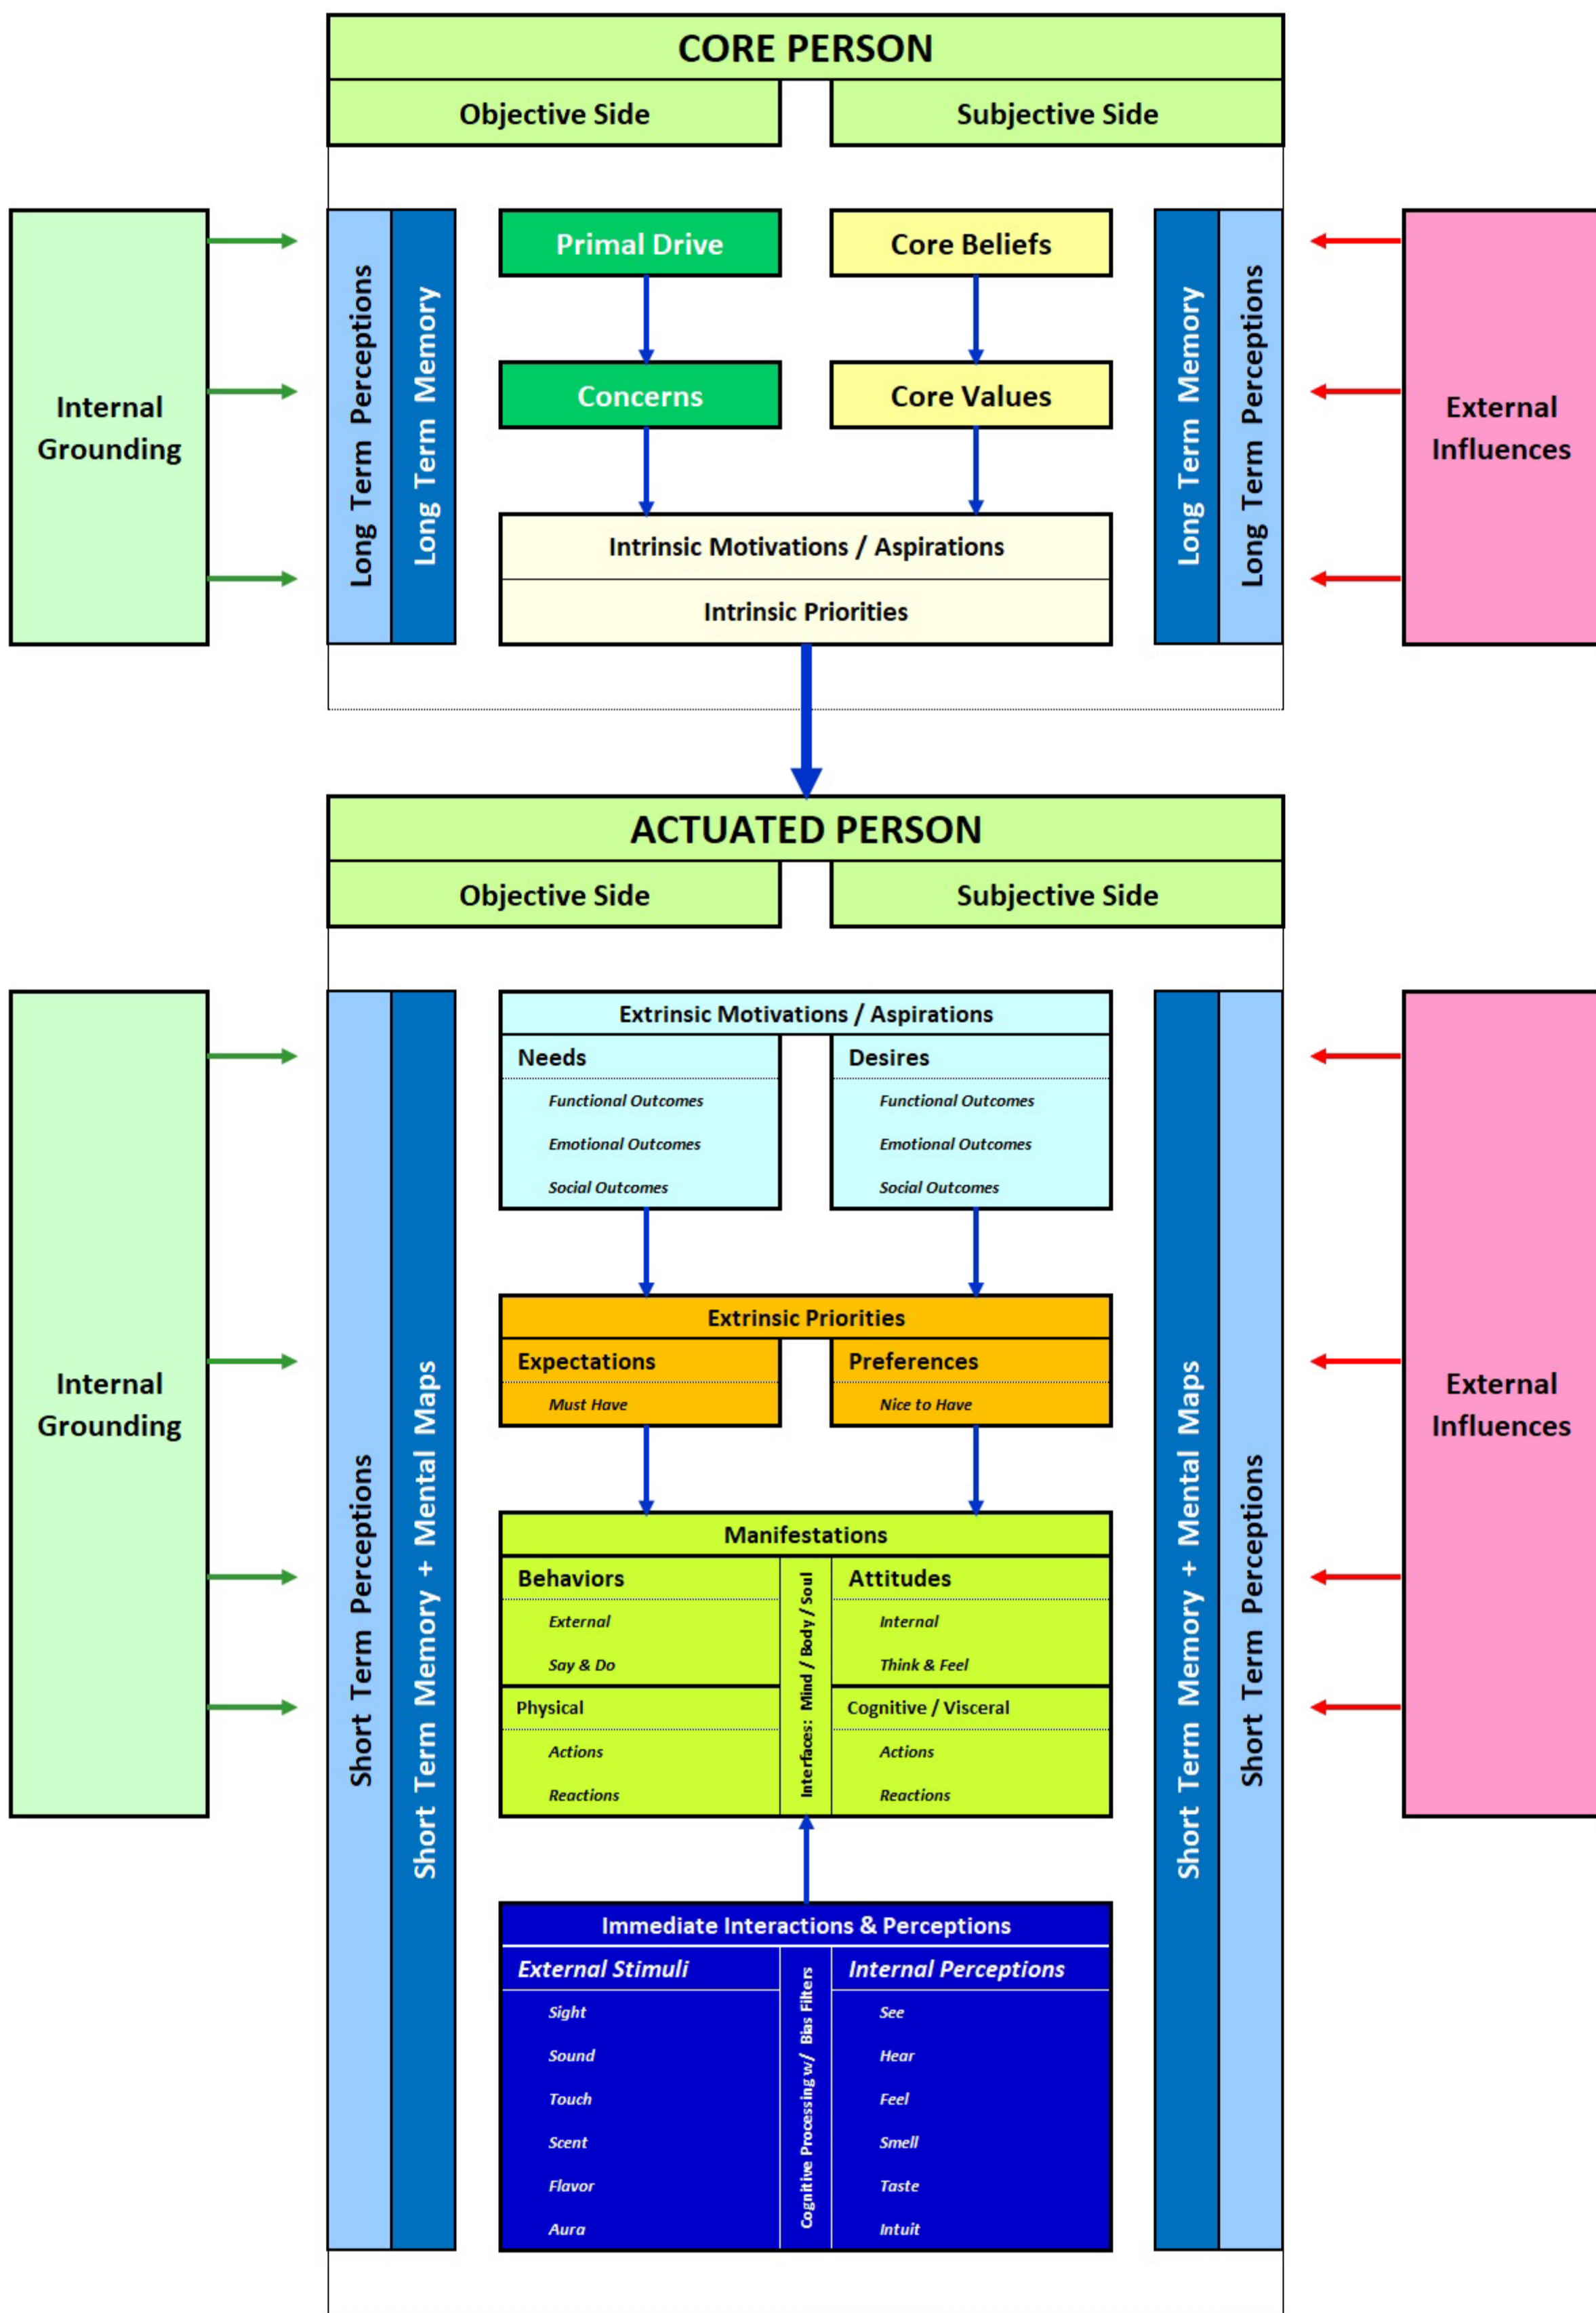 CORE PERSON
Objective Side
Subjective Side
Internal
Grounding
Long Term Perceptions
Long Term Memory
Primal Drive
Core Beliefs
Concerns
Core Values
Intrinsic Motivations / Aspirations
Intrinsic Priorities
Long Term Memory
Long Term Perceptions
External
Influences
ACTUATED PERSON
Objective Side
Subjective Side
Internal
Grounding
Short Term Perceptions
Short Term Memory + Mental Maps
Extrinsic Motivations / Aspirations
Needs
Functional Outcomes
Emotional Outcomes
Social Outcomes
Desires
Functional Outcomes
Emotional Outcomes
Social Outcomes
Extrinsic Priorities
Expectations
Must Have
Preferences
Nice to Have
Manifestations
Behaviors
External
Say & Do
Physical
Actions
Reactions
Interfaces: Mind / Body / Soul
Attitudes
Internal
Think & Feel
Cognitive / Visceral
Actions
Reactions
Immediate Interactions & Perceptions
External Stimuli
Sight
Sound
Touch
Scent
Flavor
Aura
Cognitive Processing w/ Bias Filters
Internal Perceptions
See
Hear
Feel
Smell
Taste
Intuit
Short Term Memory + Mental Maps
Short Term Perceptions
External
Influences